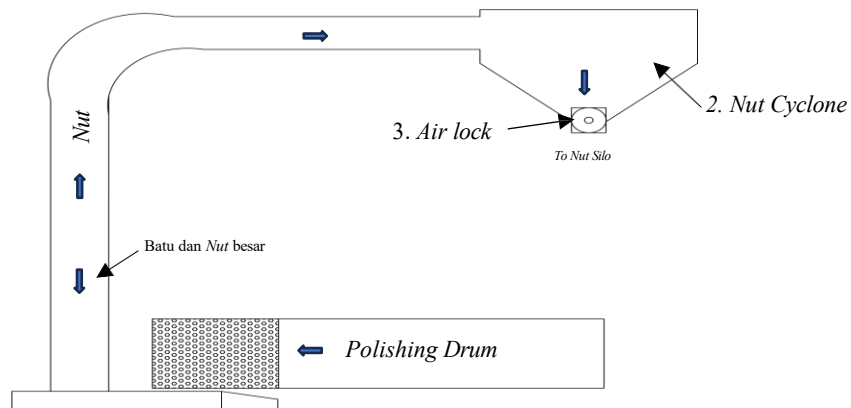 Nut
2. Nut Cyclone
3. Air lock
To Nut Silo
Batu dan Nut besar
Polishing Drum